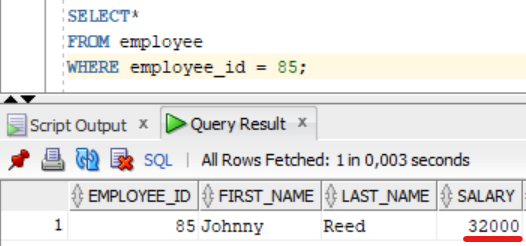 SELECT*
FROM employee
WHERE employee_id = 85;
Script Output x Query Result x
SQL | All Rows Fetched: 1 in 0,003 seconds
EMPLOYEE_ID FIRST_NAME LAST_NAME SALARY
1 85 Johnny Reed 32000